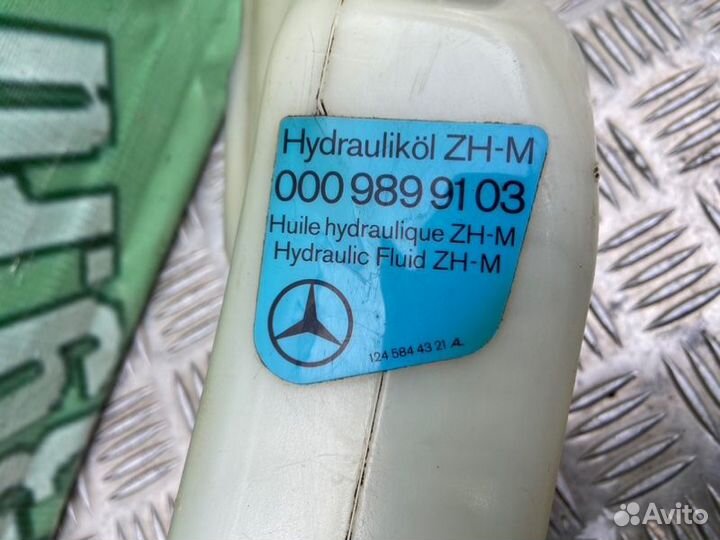 Hydrauliköl ZH-M
000 989 91 03
Huile hydraulique ZH-M
Hydraulic Fluid ZH-M
124 584 43 21 A
Avito